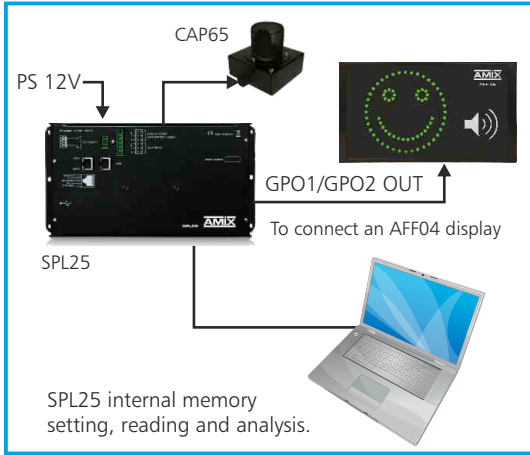 CAP65
PS 12V
AMIX
GPO1/GPO2 OUT
To connect an AFF04 display
SPL25 AMIX
SPL25
SPL25 internal memory
setting, reading and analysis.